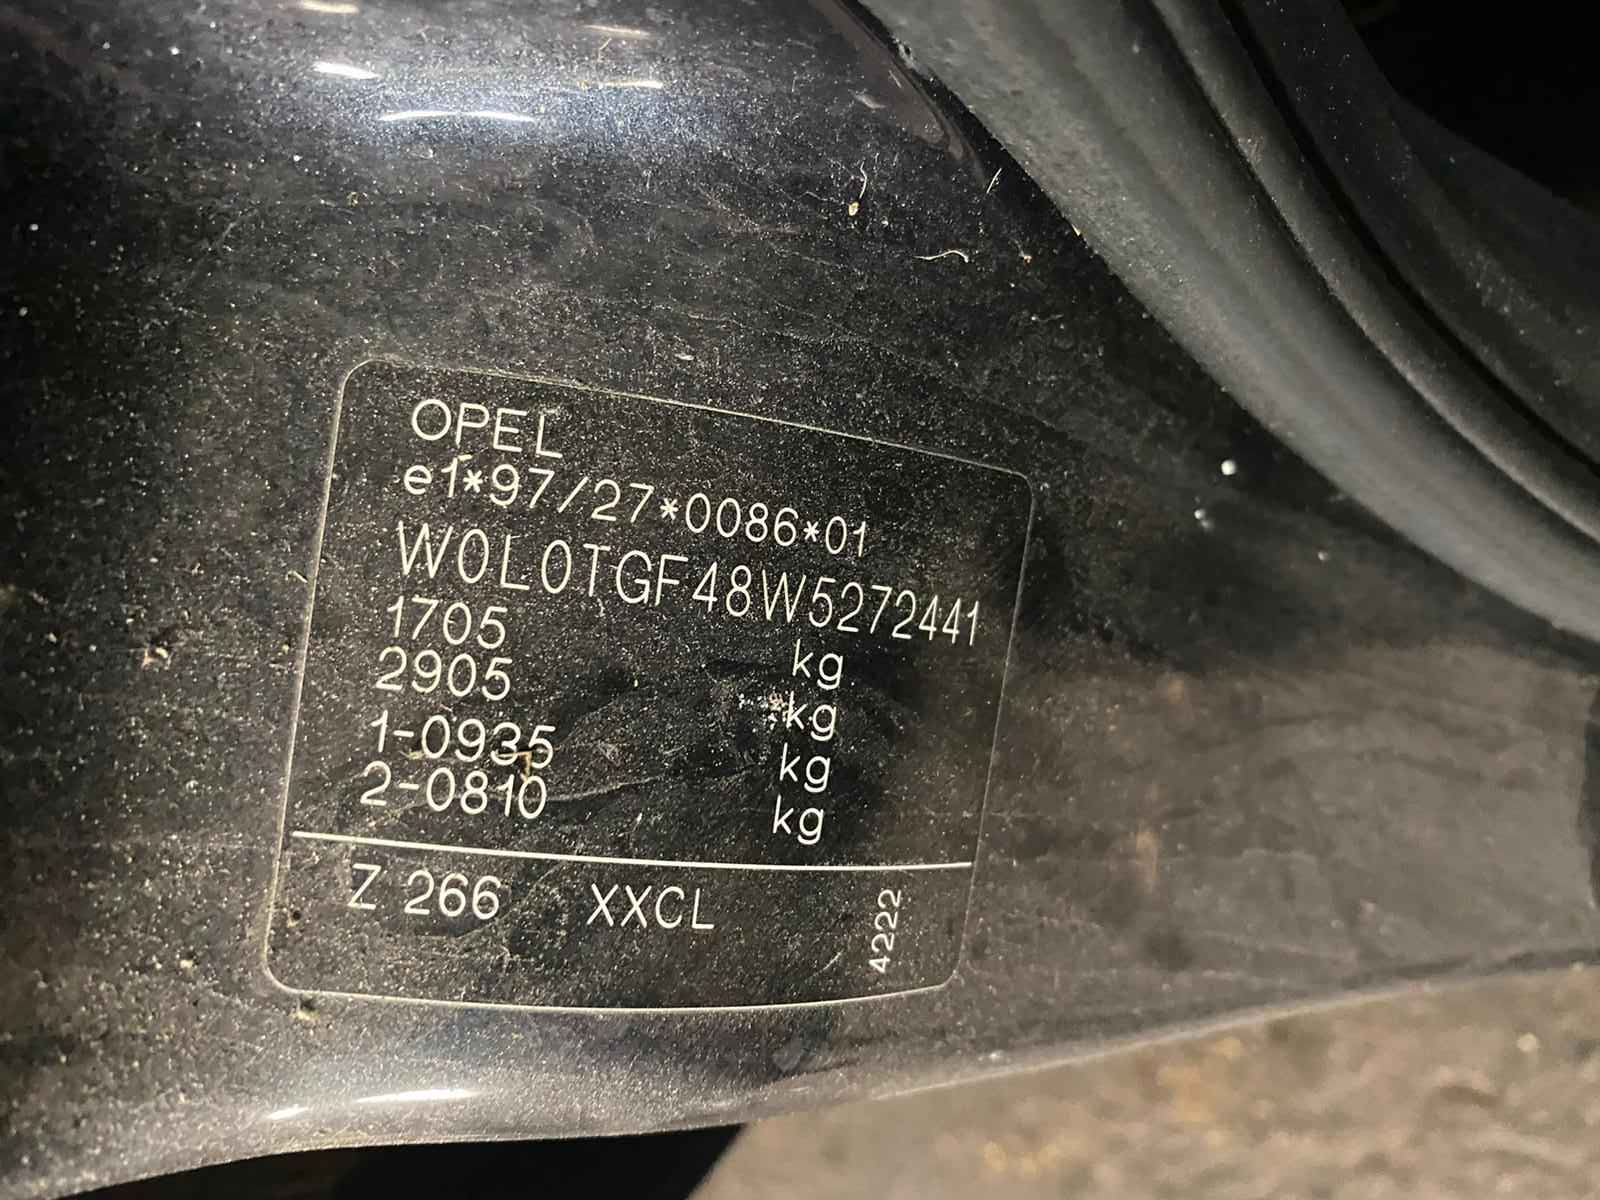 OPEL
e1*97/27*0086*01
W0L0TGF48W5272441
1705 kg
2905 kg
1-0935 kg
2-0810 kg
Z 266 XXCL 4222